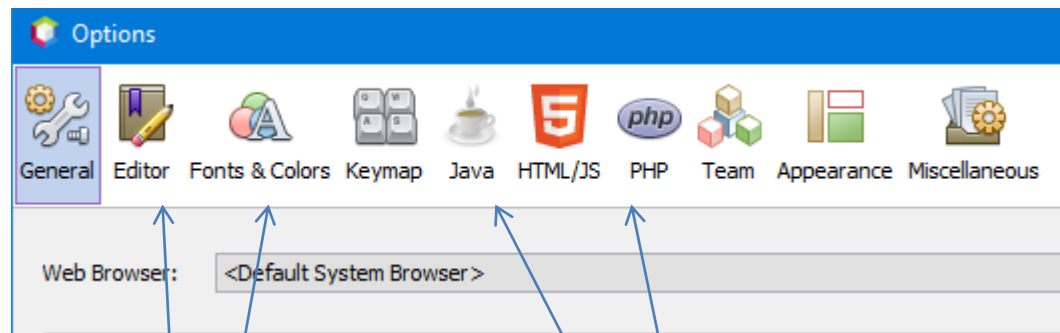 Options
General Editor Fonts & Colors Keymap Java HTML/JS PHP Team Appearance Miscellaneous
Web Browser: <Default System Browser>